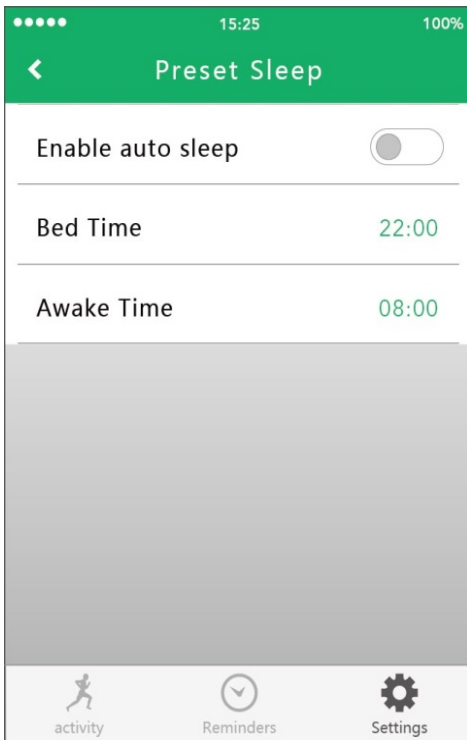 15:25 100%
Preset Sleep
Enable auto sleep
Bed Time 22:00
Awake Time 08:00
activity Reminders Settings